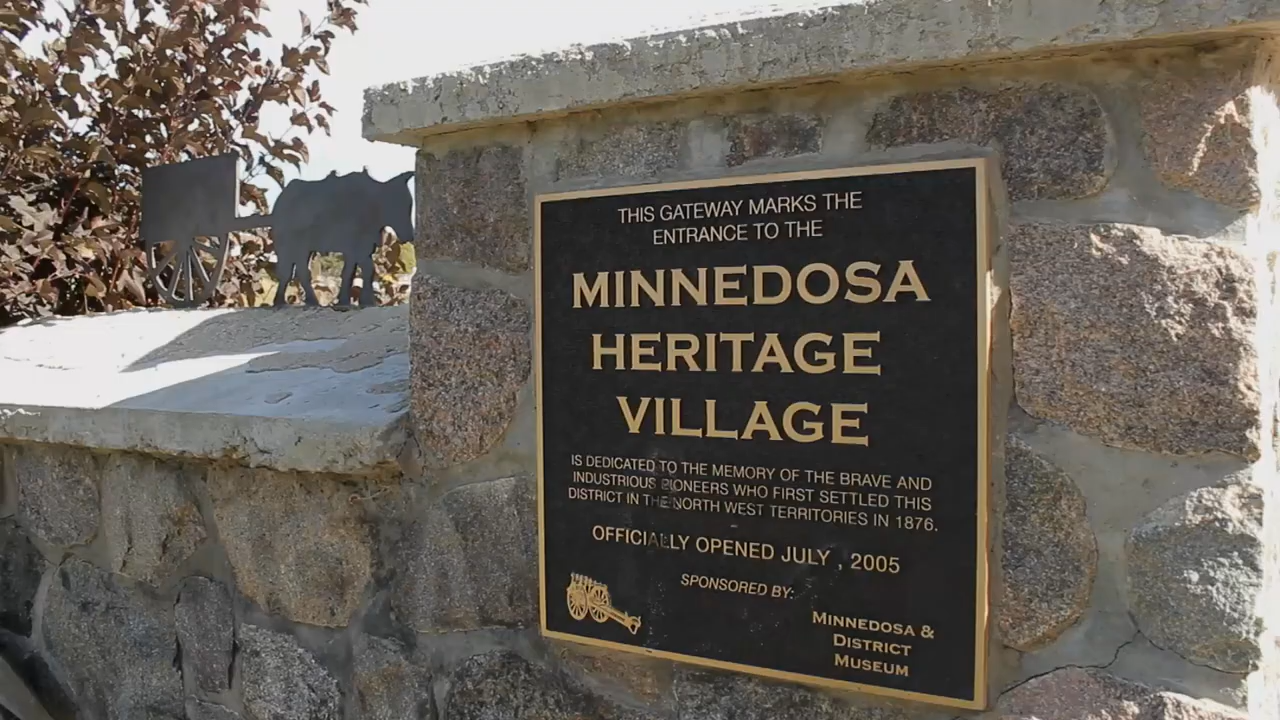 THIS GATEWAY MARKS THE
ENTRANCE TO THE
MINNEDOSA
HERITAGE
VILLAGE
IS DEDICATED TO THE MEMORY OF THE BRAVE AND
INDUSTRIOUS PIONEERS WHO FIRST SETTLED THIS
DISTRICT IN THE NORTH WEST TERRITORIES IN 1876.
OFFICIALLY OPENED JULY , 2005
SPONSORED BY:
MINNEDOSA &
DISTRICT
MUSEUM